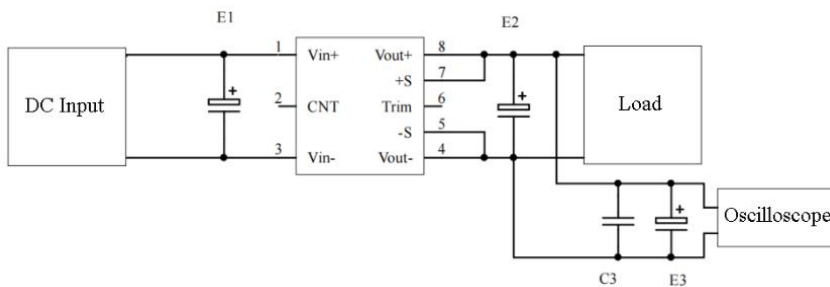 E1
E2
DC Input
1
Vin+
Vout+
8
+S
7
2
CNT
Trim
6
-S
5
3
Vin-
Vout-
4
Load
Oscilloscope
C3
E3